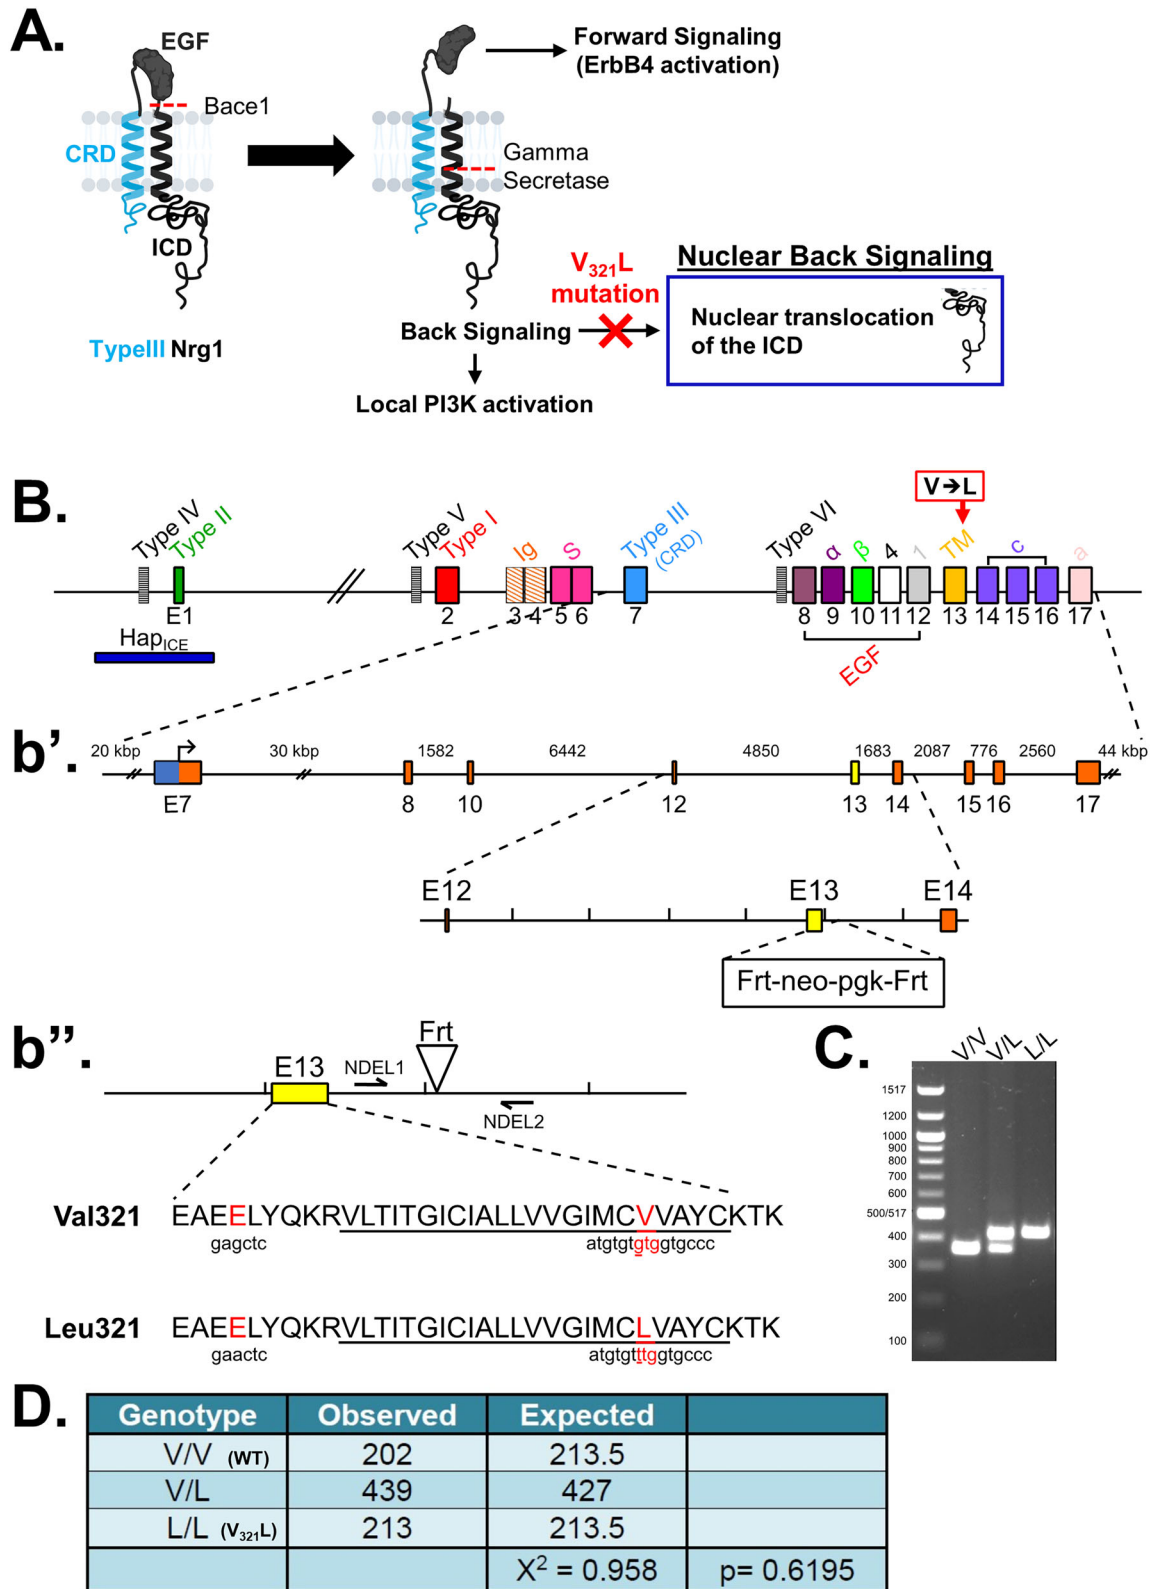 A.
EGF
Bace1
CRD
ICD
TypeIII Nrg1
Forward Signaling
(ErbB4 activation)
Gamma
Secretase
V321L
mutation
Back Signaling
Local PI3K activation
Nuclear Back Signaling
Nuclear translocation
of the ICD
B.
V➔L
Type IV
Type II
Type V
Type I
Ig
S
Type III
(CRD)
Type VI
α
β
4
1
TM
c
a
E1
2
3
4
5
6
7
8
9
10
11
12
13
14
15
16
17
HapICE
EGF
b’.
20 kbp
30 kbp
1582
6442
4850
1683
2087
776
2560
44 kbp
E7
8
10
12
13
14
15
16
17
E12
E13
E14
Frt-neo-pgk-Frt
b”.
E13
NDEL1
Frt
NDEL2
Val321 EAEELYQKRVLTITGICIALLVVGIMCVVAYCKTK
gagctc atgtgtgtggtgccc
Leu321 EAEELYQKRVLTITGICIALLVVGIMCLVAYCKTK
gaactc atgtgtttggtgccc
C.
V/V
V/L
L/L
1517
1200
1000
900
800
700
600
500/517
400
300
200
100
D.
Genotype Observed Expected
V/V (WT) 202 213.5
V/L 439 427
L/L (V321L) 213 213.5
X2 = 0.958 p= 0.6195